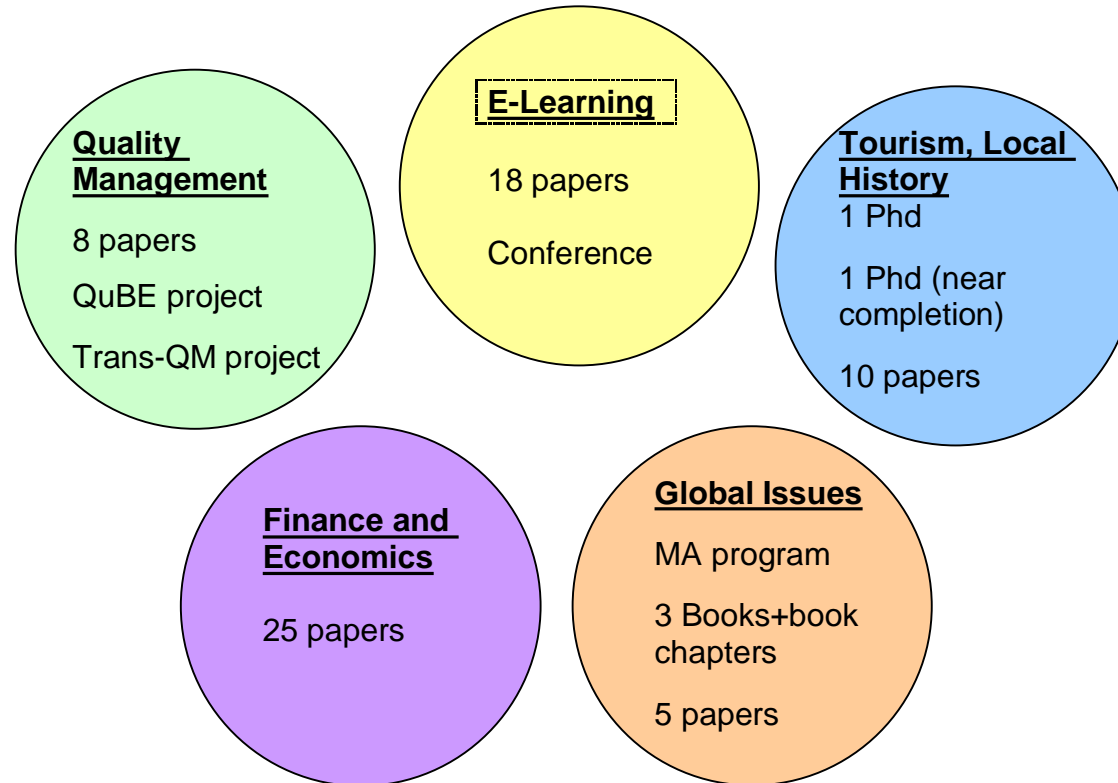 Quality
Management
8 papers
QuBE project
Trans-QM project
E-Learning
18 papers
Conference
Tourism, Local
History
1 Phd
1 Phd (near
completion)
10 papers
Finance and
Economics
25 papers
Global Issues
MA program
3 Books+book
chapters
5 papers